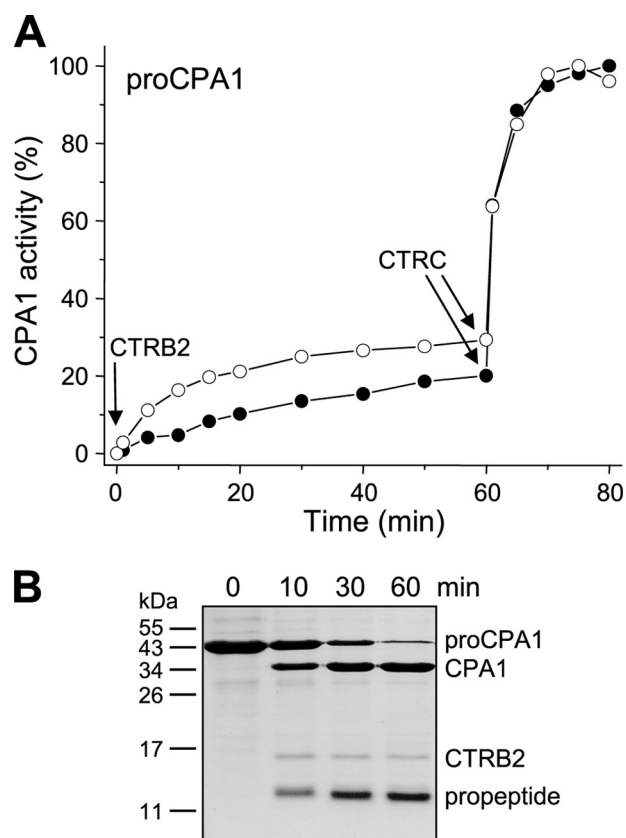 A
proCPA1
CPA1 activity (%)
100
80
60
40
20
0
CTRB2
CTRC
0 20 40 60 80
Time (min)
B
0 10 30 60 min
kDa
55
43
34
26
17
11
proCPA1
CPA1
CTRB2
propeptide